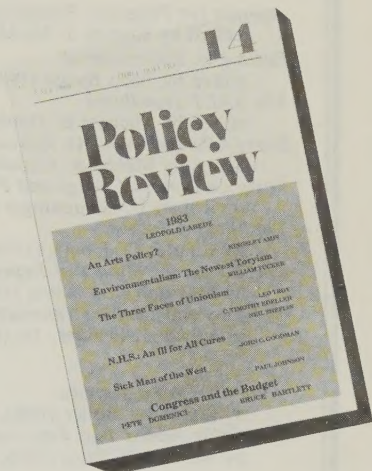 14
Policy
Review
1983
LEOPOLD LABEDZ
An Arts Policy?
KINGSLEY AMIS
Environmentalism: The Newest Toryism
WILLIAM TUCKER
The Three Faces of Unionism
LEO TROY
C. TIMOTHY KOELLER
NEIL SHEFLIN
N.H.S.: An Ill for All Cures JOHN C. GOODMAN
Sick Man of the West PAUL JOHNSON
Congress and the Budget
PETE DOMENICI BRUCE BARTLETT